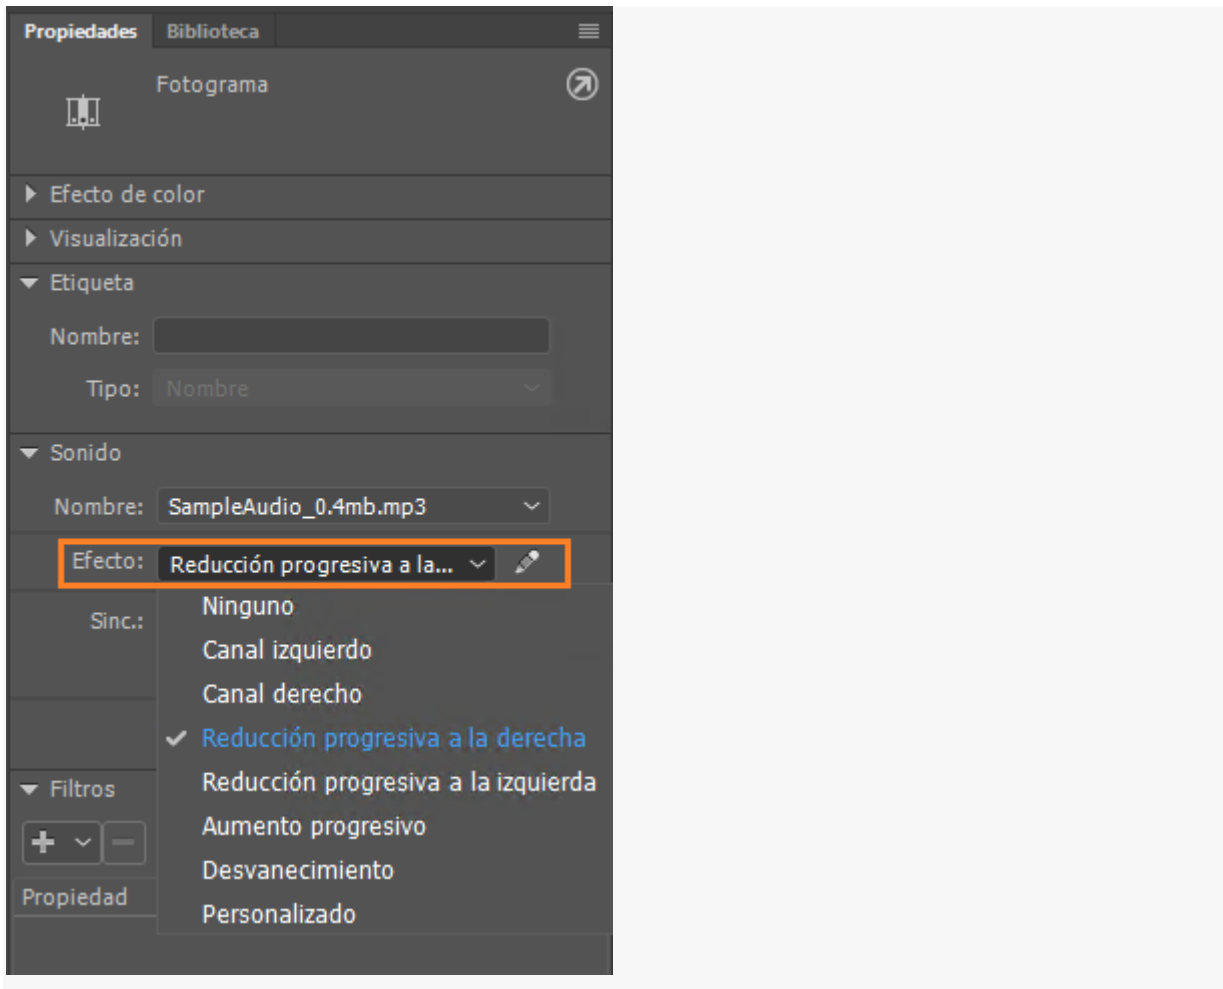 Propiedades Biblioteca
Fotograma
Efecto de color
Visualización
Etiqueta
Nombre:
Tipo: Nombre
Sonido
Nombre: SampleAudio_0.4mb.mp3
Efecto: Reducción progresiva a la...
Ninguno
Sinc.:
Canal izquierdo
Canal derecho
Reducción progresiva a la derecha
Reducción progresiva a la izquierda
Filtros
Aumento progresivo
Desvanecimiento
Propiedad
Personalizado